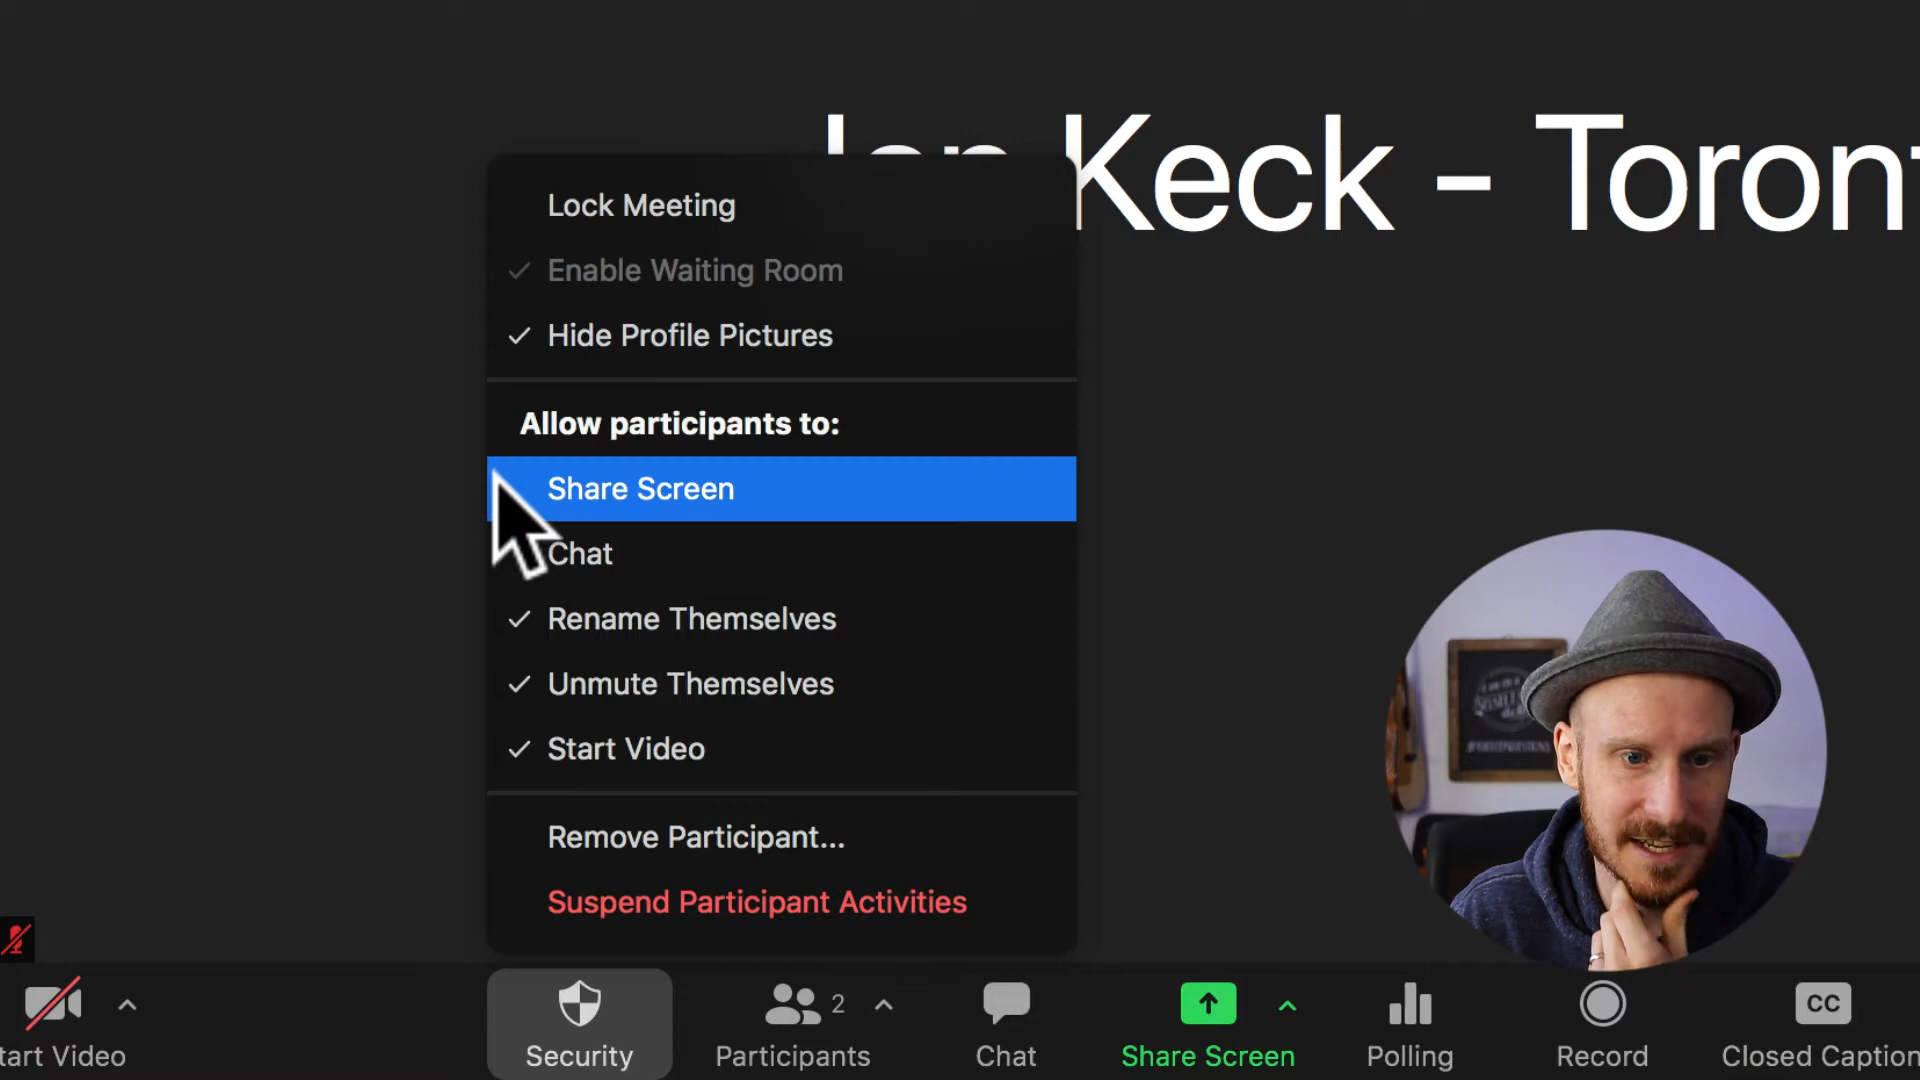 Keck - Toron
Lock Meeting
Enable Waiting Room
Hide Profile Pictures
Allow participants to:
Share Screen
Chat
Rename Themselves
Unmute Themselves
Start Video
Remove Participant...
Suspend Participant Activities
tart Video
Security
2
Participants
Chat
Share Screen
Polling
Record
CC
Closed Caption